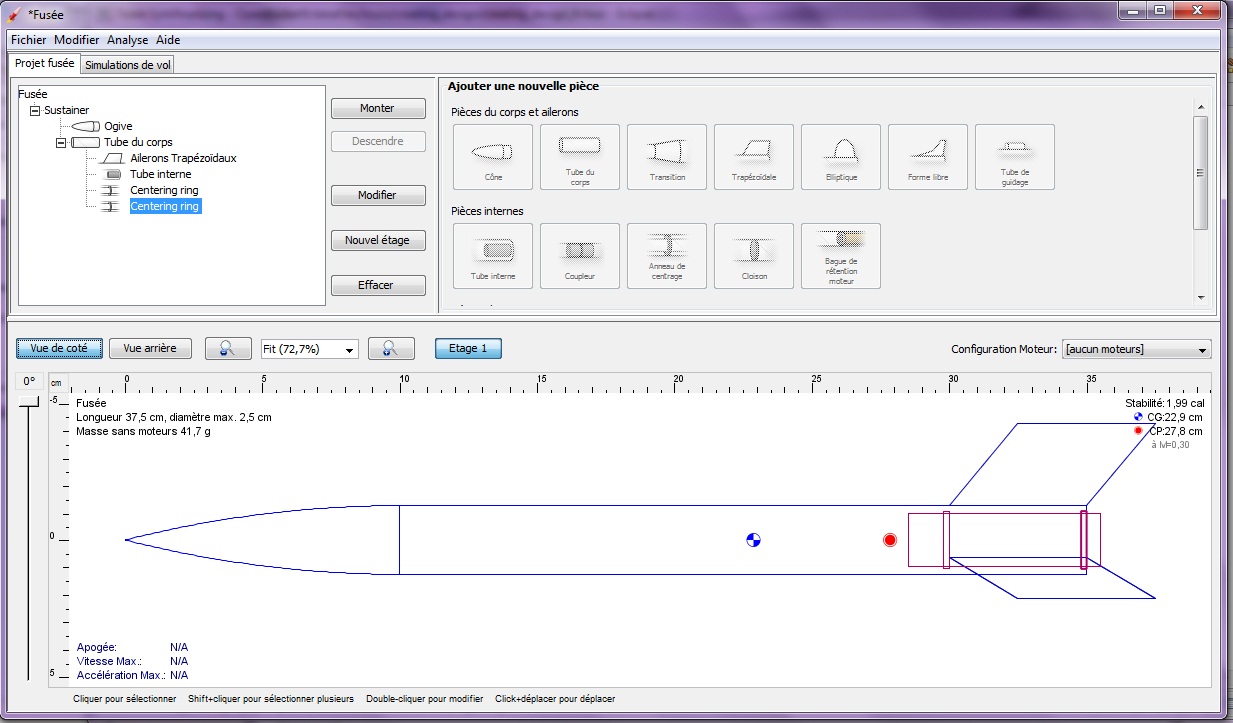 *Fusée
Fichier Modifier Analyse Aide
Projet fusée Simulations de vol
Fusée
Sustainer
Ogive
Tube du corps
Ailerons Trapézoïdaux
Tube interne
Centering ring
Centering ring
Monter
Descendre
Modifier
Nouvel étage
Effacer
Ajouter une nouvelle pièce
Pièces du corps et ailerons
Cône
Tube du corps
Transition
Trapézoïdale
Elliptique
Forme libre
Tube de guidage
Pièces internes
Tube interne
Coupleur
Anneau de centrage
Cloison
Bague de rétention moteur
Vue de coté Vue arrière Fit (72,7%) Etage 1 Configuration Moteur: [aucun moteurs]
0° cm 0 5 10 15 20 25 30 35
-5
0
5
Fusée
Longueur 37,5 cm, diamètre max. 2,5 cm
Masse sans moteurs 41,7 g
Stabilité: 1,99 cal
CG:22,9 cm
CP:27,8 cm
à M=0,30
Apogée: N/A
Vitesse Max.: N/A
Accélération Max.: N/A
Cliquer pour sélectionner Shift+cliquer pour sélectionner plusieurs Double-cliquer pour modifier Click+déplacer pour déplacer